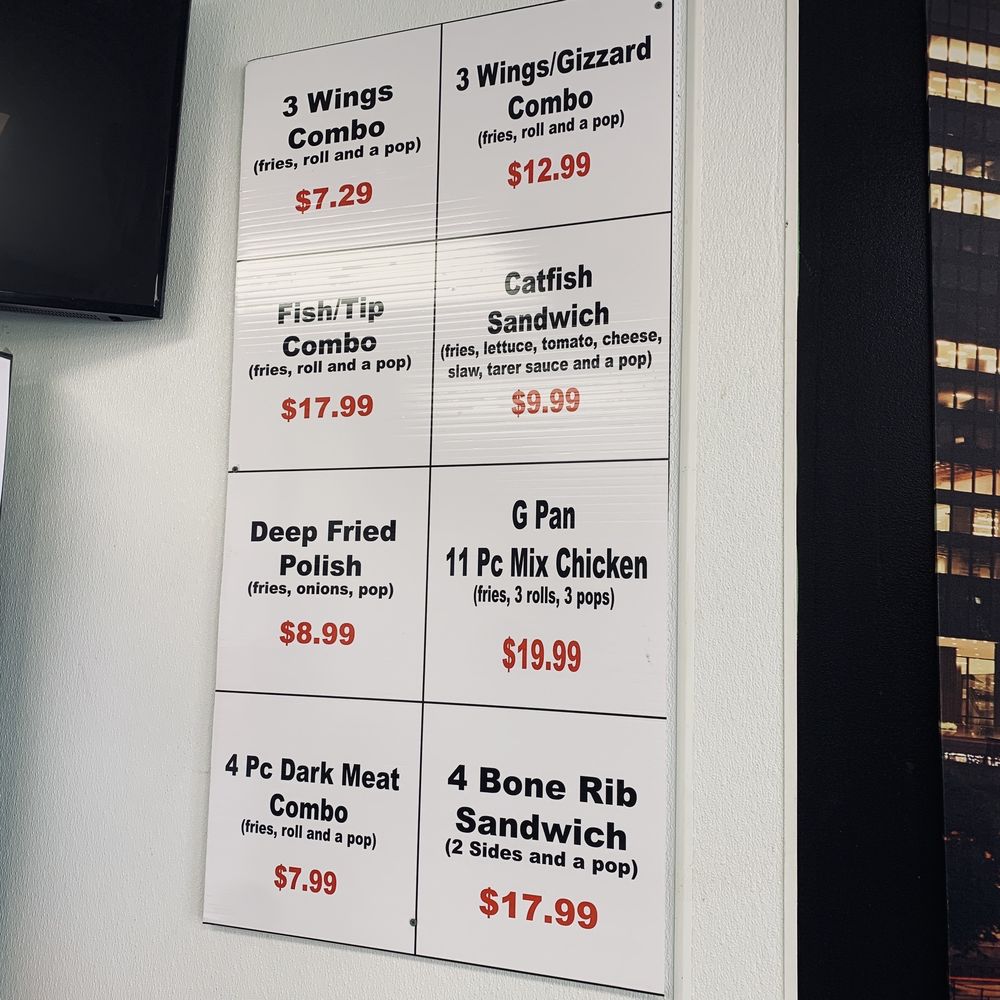 3 Wings
Combo
(fries, roll and a pop)
$7.29
3 Wings/Gizzard
Combo
(fries, roll and a pop)
$12.99
Fish/Tip
Combo
(fries, roll and a pop)
$17.99
Catfish
Sandwich
(fries, lettuce, tomato, cheese,
slaw, tarer sauce and a pop)
$9.99
Deep Fried
Polish
(fries, onions, pop)
$8.99
G Pan
11 Pc Mix Chicken
(fries, 3 rolls, 3 pops)
$19.99
4 Pc Dark Meat
Combo
(fries, roll and a pop)
$7.99
4 Bone Rib
Sandwich
(2 Sides and a pop)
$17.99